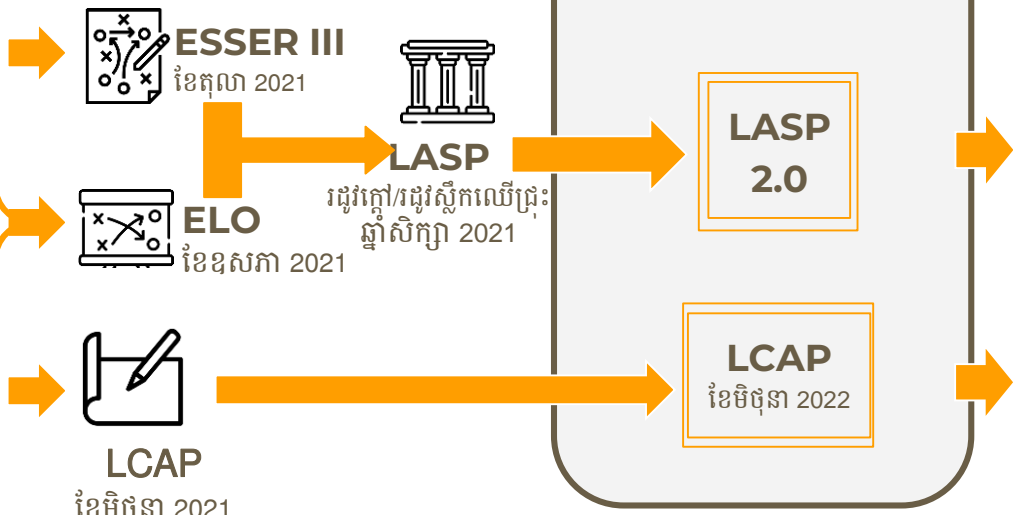 ESSER III
ខែតុលា 2021
LASP
រដូវក្តៅ/រដូវស្លឹកឈើជ្រុះ
ឆ្នាំសិក្សា 2021
ELO
ខែឧសភា 2021
LCAP
ខែមិថុនា 2021
LASP
2.0
LCAP
ខែមិថុនា 2022